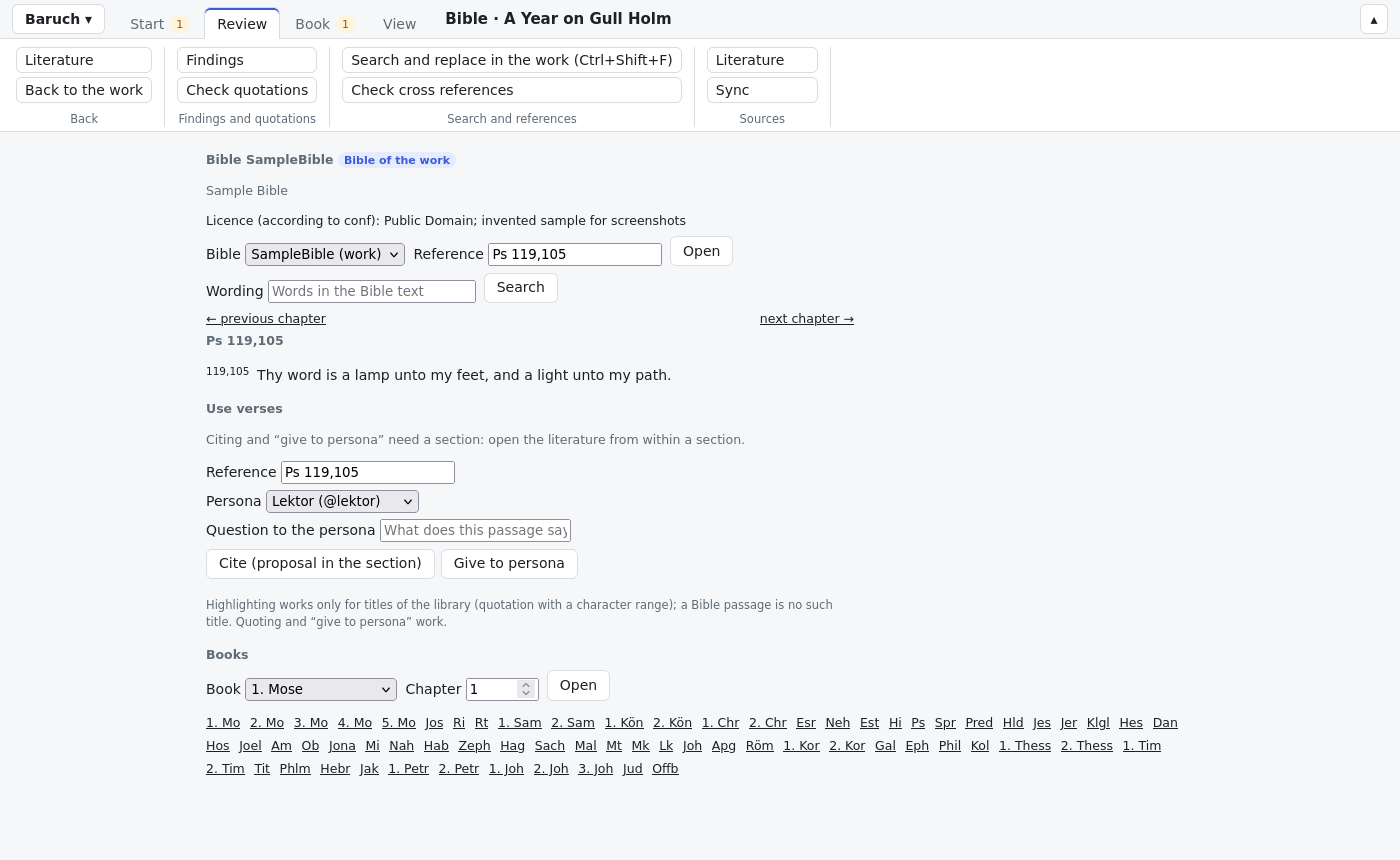 Baruch ▾ Start 1 Review Book 1 View Bible · A Year on Gull Holm ▴
Literature Findings Search and replace in the work (Ctrl+Shift+F) Literature
Back to the work Check quotations Check cross references Sync
Back Findings and quotations Search and references Sources
Bible SampleBible Bible of the work
Sample Bible
Licence (according to conf): Public Domain; invented sample for screenshots
Bible SampleBible (work) Reference Ps 119,105 Open
Wording Words in the Bible text Search
← previous chapter next chapter →
Ps 119,105
119,105 Thy word is a lamp unto my feet, and a light unto my path.
Use verses
Citing and “give to persona” need a section: open the literature from within a section.
Reference Ps 119,105
Persona Lektor (@lektor)
Question to the persona What does this passage say
Cite (proposal in the section) Give to persona
Highlighting works only for titles of the library (quotation with a character range); a Bible passage is no such
title. Quoting and “give to persona” work.
Books
Book 1. Mose Chapter 1 Open
1. Mo 2. Mo 3. Mo 4. Mo 5. Mo Jos Ri Rt 1. Sam 2. Sam 1. Kön 2. Kön 1. Chr 2. Chr Esr Neh Est Hi Ps Spr Pred Hld Jes Jer Klgl Hes Dan
Hos Joel Am Ob Jona Mi Nah Hab Zeph Hag Sach Mal Mt Mk Lk Joh Apg Röm 1. Kor 2. Kor Gal Eph Phil Kol 1. Thess 2. Thess 1. Tim
2. Tim Tit Phlm Hebr Jak 1. Petr 2. Petr 1. Joh 2. Joh 3. Joh Jud Offb